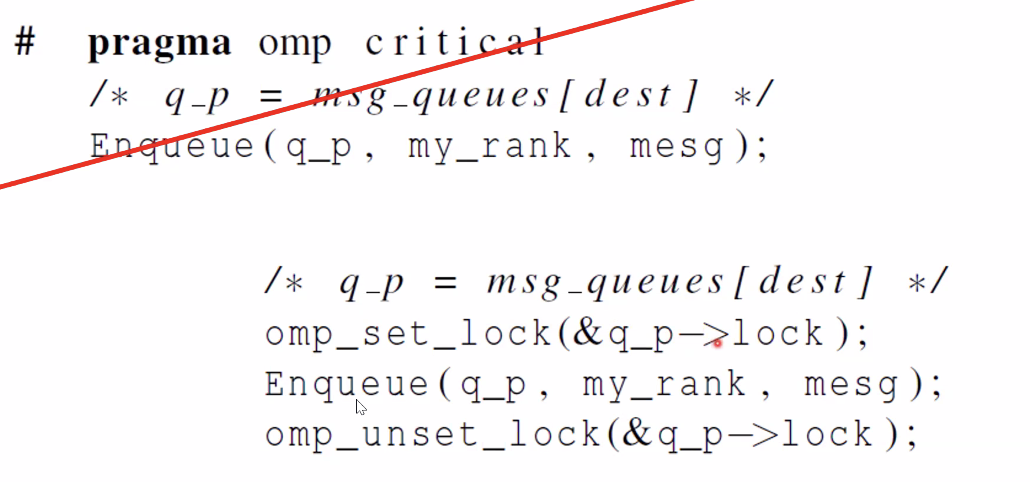 # pragma omp critical
/* q_p = msg_queues[dest] */
Enqueue(q_p, my_rank, mesg);
/* q_p = msg_queues[dest] */
omp_set_lock(&q_p->lock);
Enqueue(q_p, my_rank, mesg);
omp_unset_lock(&q_p->lock);